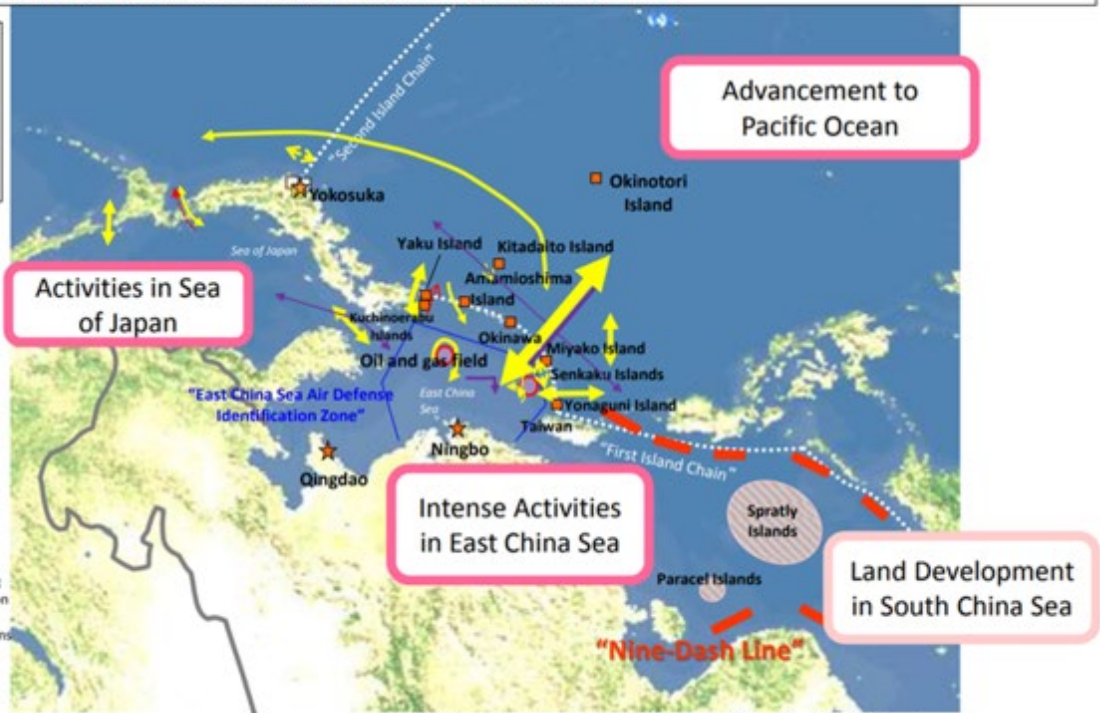 "Second Island Chain"
Advancement to
Pacific Ocean
Okinotori
Island
Yokosuka
Sea of Japan
Yaku Island
Kitadaito Island
Amamioshima
Island
Activities in Sea
of Japan
Kuchinoerabu
Islands
Okinawa
Oil and gas field
Miyako Island
Senkaku Islands
"East China Sea Air Defense
Identification Zone"
East China
Sea
Yonaguni Island
Taiwan
Ningbo
Qingdao
"First Island Chain"
Intense Activities
in East China Sea
Spratly
Islands
Paracel Islands
Land Development
in South China Sea
"Nine-Dash Line"